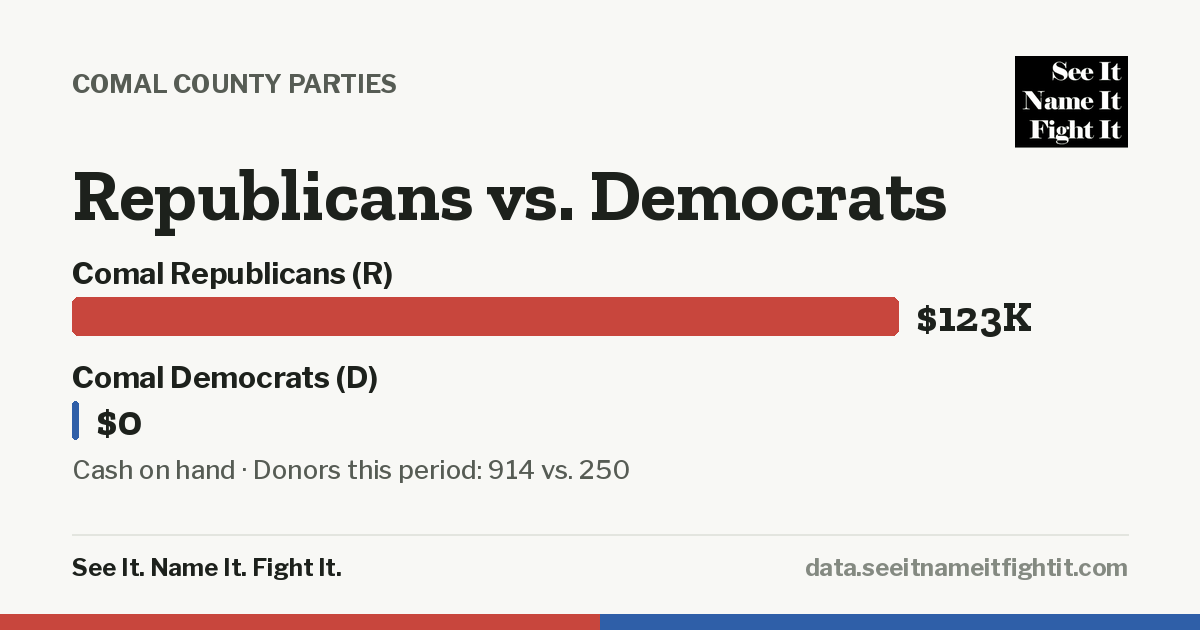 COMAL COUNTY PARTIES
See It
Name It
Fight It
Republicans vs. Democrats
Comal Republicans (R)
$123K
Comal Democrats (D)
$0
Cash on hand · Donors this period: 914 vs. 250
See It. Name It. Fight It.
data.seeitnameitfightit.com